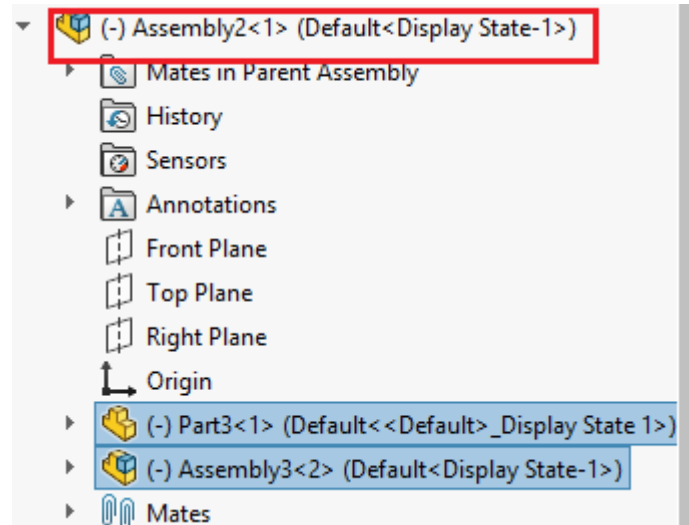 (-) Assembly2<1> (Default<Display State-1>)
Mates in Parent Assembly
History
Sensors
A Annotations
Front Plane
Top Plane
Right Plane
Origin
(-) Part3<1> (Default<<Default>_Display State 1>)
(-) Assembly3<2> (Default<Display State-1>)
Mates